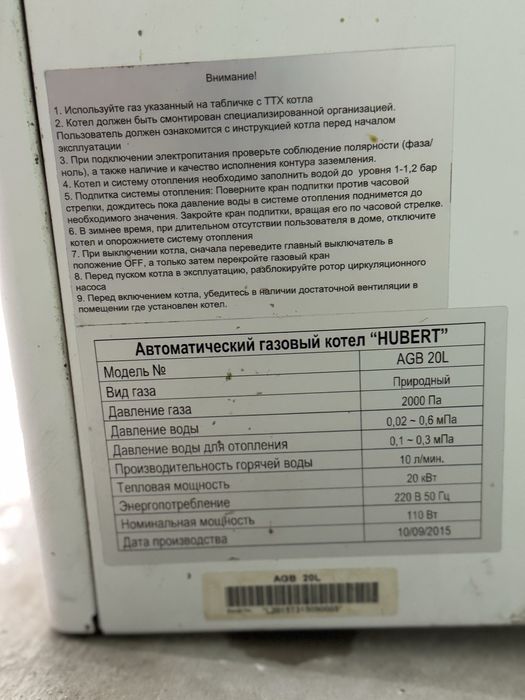 Внимание!
1. Используйте газ указанный на табличке с ТТХ котла
2. Котел должен быть смонтирован специализированной организацией.
Пользователь должен ознакомится с инструкцией котла перед началом
эксплуатации
3. При подключении электропитания проверьте соблюдение полярности (фаза/
ноль), а также наличие и качество исполнения контура заземления.
4. Котел и систему отопления необходимо заполнить водой до уровня 1-1,2 бар
5. Подпитка системы отопления: Поверните кран подпитки против часовой
стрелки, дождитесь пока давление воды в системе отопления поднимется до
необходимого значения. Закройте кран подпитки, вращая его по часовой стрелке.
6. В зимнее время, при длительном отсутствии пользователя в доме, отключите
котел и опорожниете систему отопления
7. При выключении котла, сначала переведите главный выключатель в
положение OFF, а только затем перекройте газовый кран
8. Перед пуском котла в эксплуатацию, разблокируйте ротор циркуляционного
насоса
9. Перед включением котла, убедитесь в наличии достаточной вентиляции в
помещении где установлен котел.
Автоматический газовый котел "HUBERT"
Модель № AGB 20L
Вид газа Природный
Давление газа 2000 Па
Давление воды 0,02 ~ 0,6 мПа
Давление воды для отопления 0,1 ~ 0,3 мПа
Производительность горячей воды 10 л/мин.
Тепловая мощность 20 кВт
Энергопотребление 220 В 50 Гц
Номинальная мощность 110 Вт
Дата производства 10/09/2015
AGB 20L